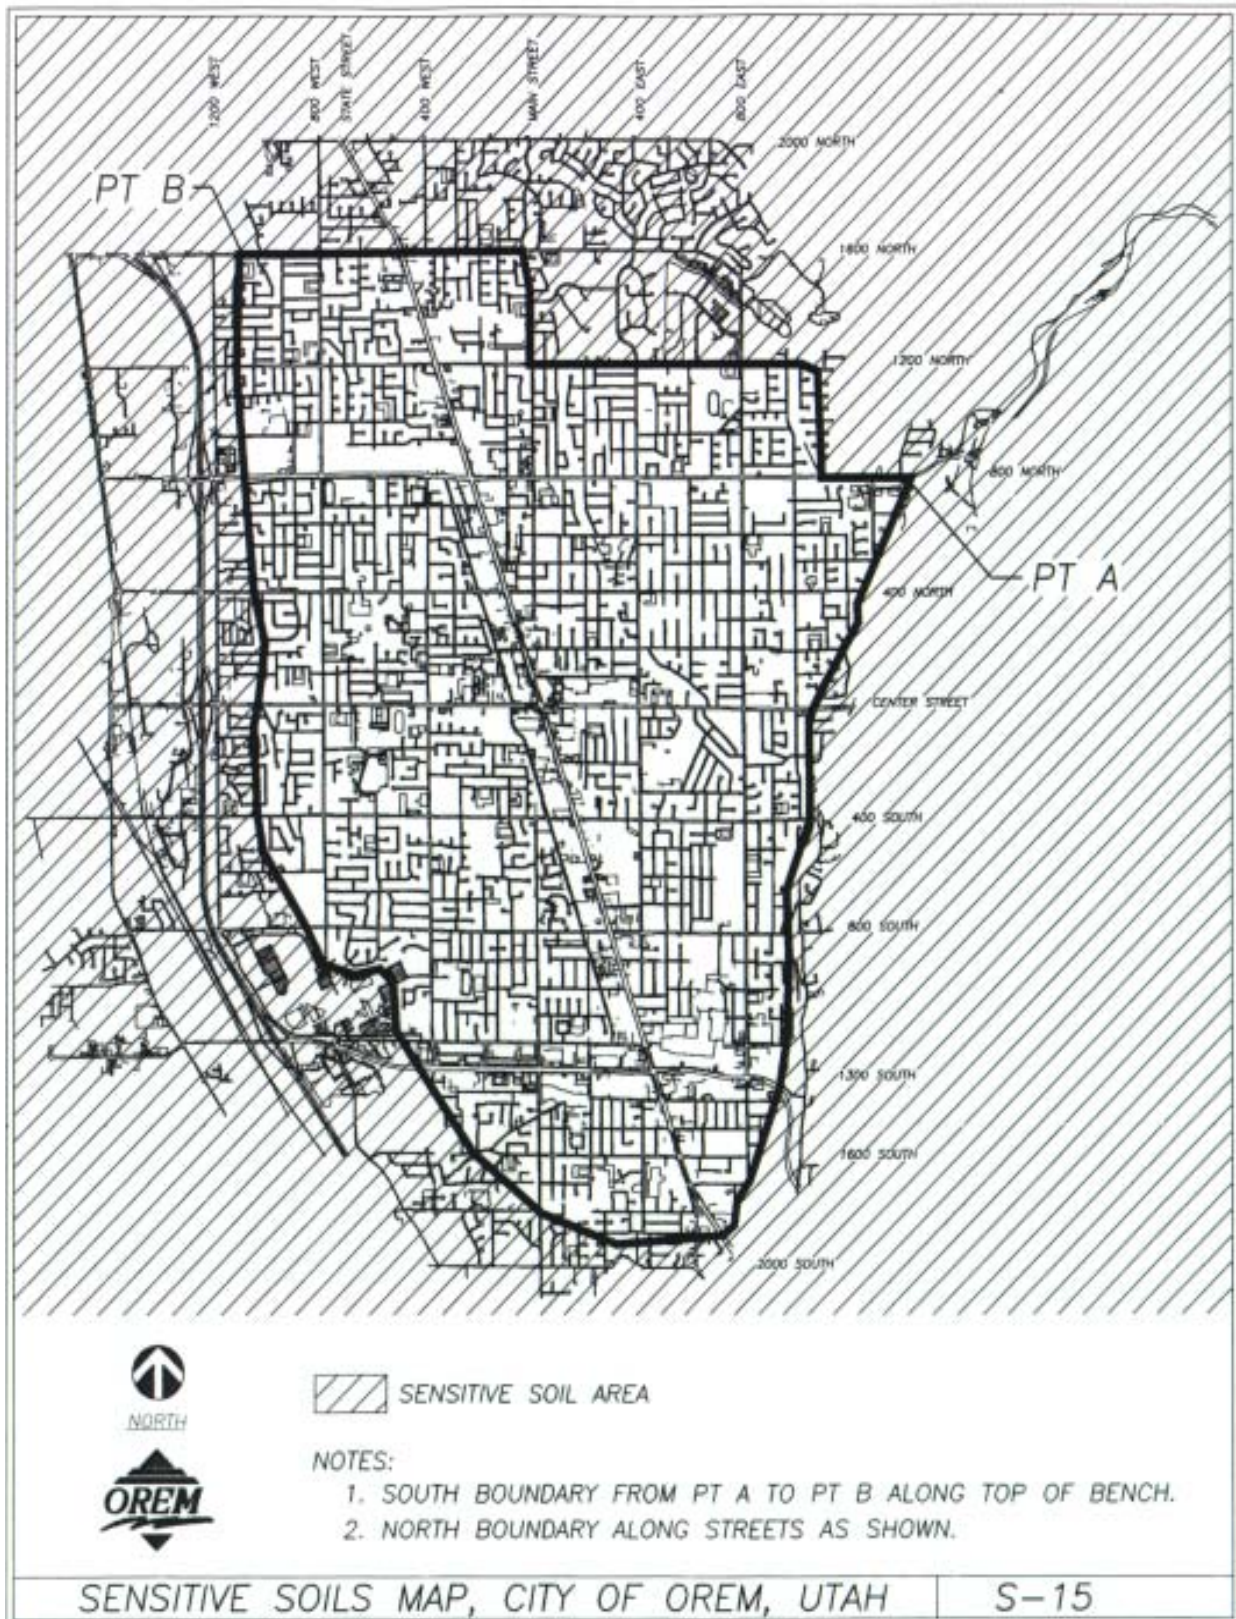 1200 WEST
800 WEST
STATE STREET
400 WEST
MAIN STREET
400 EAST
800 EAST
2000 NORTH
PT B
1600 NORTH
1200 NORTH
800 NORTH
PT A
400 NORTH
CENTER STREET
400 SOUTH
800 SOUTH
1300 SOUTH
1600 SOUTH
2000 SOUTH
NORTH
SENSITIVE SOIL AREA
OREM
NOTES:
1. SOUTH BOUNDARY FROM PT A TO PT B ALONG TOP OF BENCH.
2. NORTH BOUNDARY ALONG STREETS AS SHOWN.
SENSITIVE SOILS MAP, CITY OF OREM, UTAH
S-15